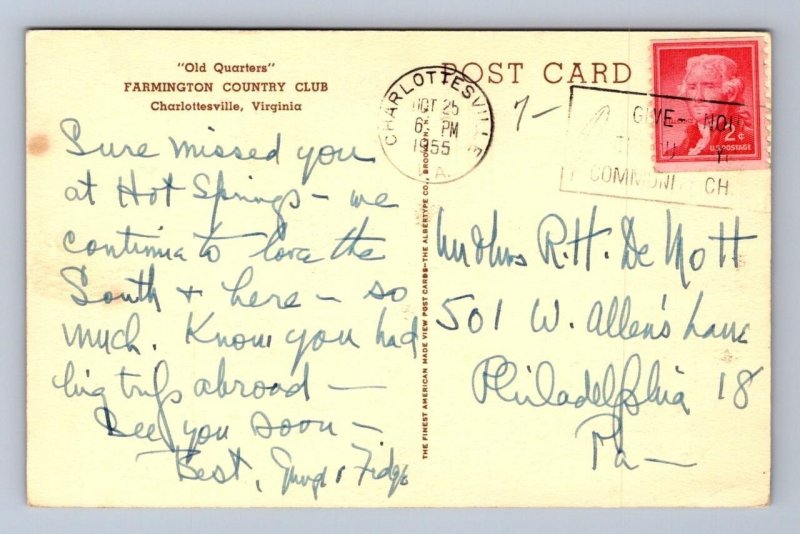 "Old Quarters"
FARMINGTON COUNTRY CLUB
Charlottesville, Virginia
POST CARD
CHARLOTTESVILLE
OCT 25
6 PM
1955
VA.
7-
GIVE NOW
COMMUNI CH
2¢
U.S. POSTAGE
Sure missed you
at Hot Springs - we
continue to love the
South + here - so
much. Know you had
big trips abroad -
See you soon -
Best,
THE FINEST AMERICAN MADE VIEW POST CARDS—THE ALBERTYPE CO., BROOKLYN, N.Y.
R.H. De Mott
501 W. Allen's Lane
Philadelphia 18
Pa -